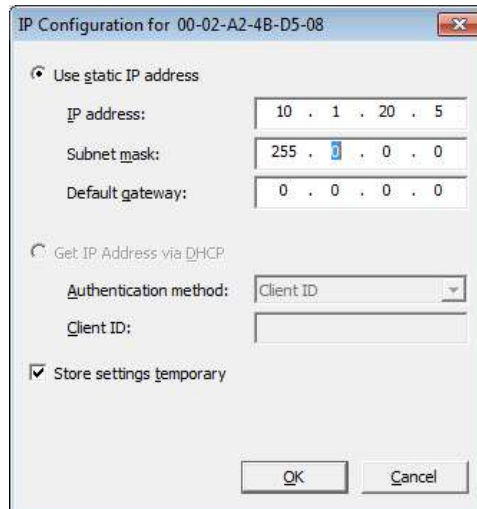 IP Configuration for 00-02-A2-4B-D5-08
Use static IP address
IP address: 10 . 1 . 20 . 5
Subnet mask: 255 . 0 . 0 . 0
Default gateway: 0 . 0 . 0 . 0
Get IP Address via DHCP
Authentication method: Client ID
Client ID:
Store settings temporary
OK Cancel